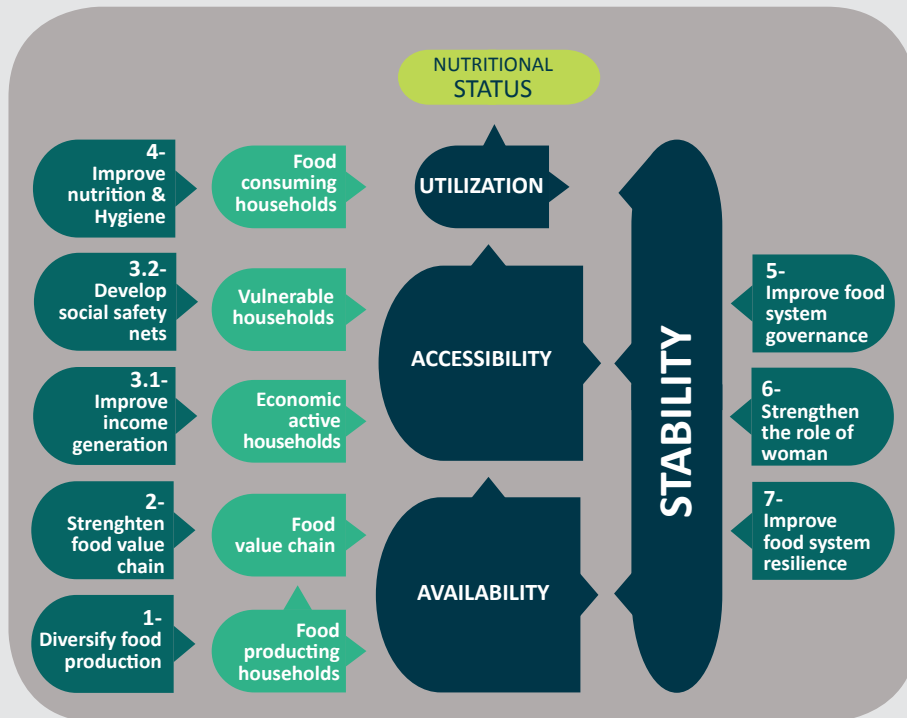 NUTRITIONAL
STATUS
4-
Improve
nutrition &
Hygiene
Food
consuming
households
UTILIZATION
3.2-
Develop
social safety
nets
Vulnerable
households
ACCESSIBILITY
3.1-
Improve
income
generation
Economic
active
households
2-
Strenghten
food value
chain
Food
value chain
AVAILABILITY
1-
Diversify food
production
Food
producting
households
STABILITY
5-
Improve food
system
governance
6-
Strengthen
the role of
woman
7-
Improve
food system
resilience